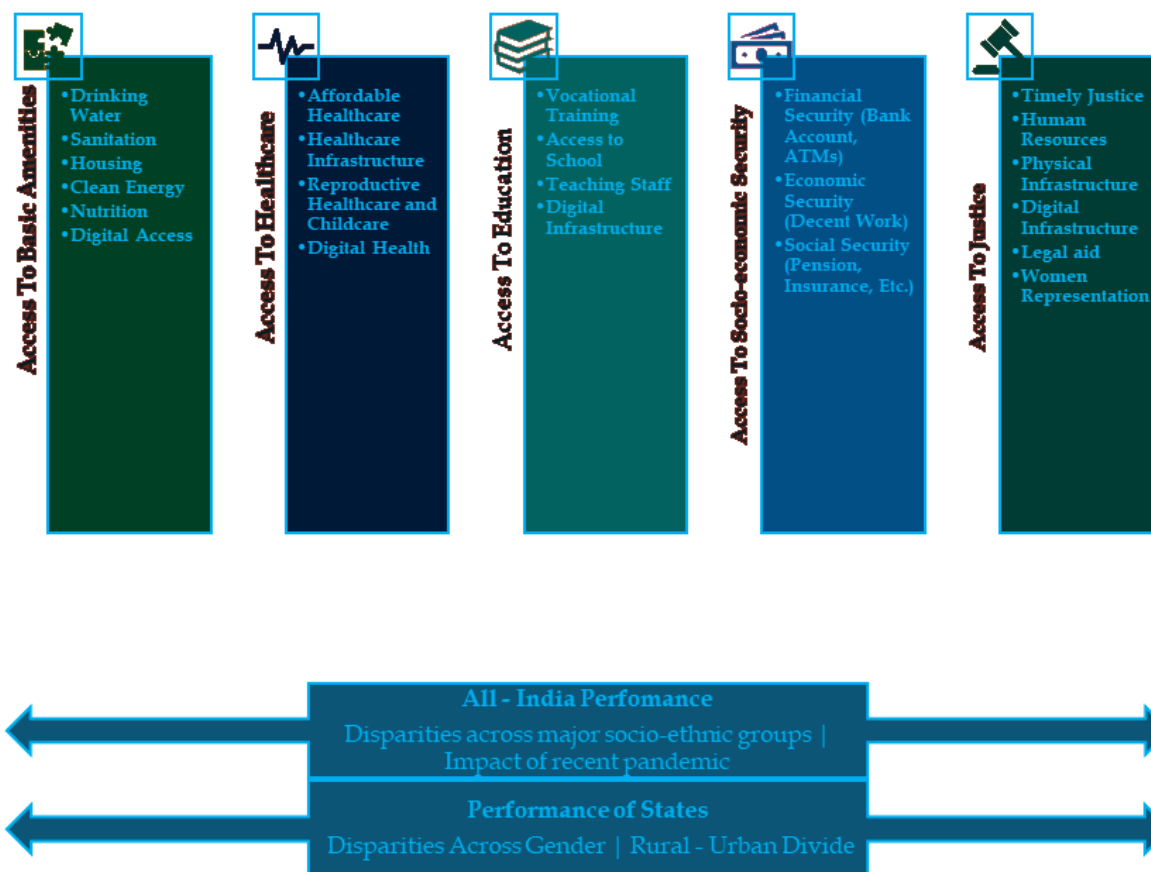 Access To Basic Amenities
•Drinking
Water
•Sanitation
•Housing
•Clean Energy
•Nutrition
•Digital Access
Access To Healthcare
•Affordable
Healthcare
•Healthcare
Infrastructure
•Reproductive
Healthcare and
Childcare
•Digital Health
Access To Education
•Vocational
Training
•Access to
School
•Teaching Staff
•Digital
Infrastructure
Access To Socio-economic Security
•Financial
Security (Bank
Account,
ATMs)
•Economic
Security
(Decent Work)
•Social Security
(Pension,
Insurance, Etc.)
Access To Justice
•Timely Justice
•Human
Resources
•Physical
Infrastructure
•Digital
Infrastructure
•Legal aid
•Women
Representation
All - India Perfomance
Disparities across major socio-ethnic groups |
Impact of recent pandemic
Performance of States
Disparities Across Gender | Rural - Urban Divide